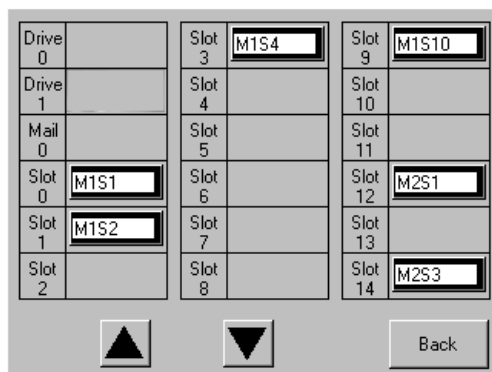 Drive
0
Drive
1
Mail
0
Slot
0
M1S1
Slot
1
M1S2
Slot
2
Slot
3
M1S4
Slot
4
Slot
5
Slot
6
Slot
7
Slot
8
Slot
9
M1S10
Slot
10
Slot
11
Slot
12
M2S1
Slot
13
Slot
14
M2S3
Back